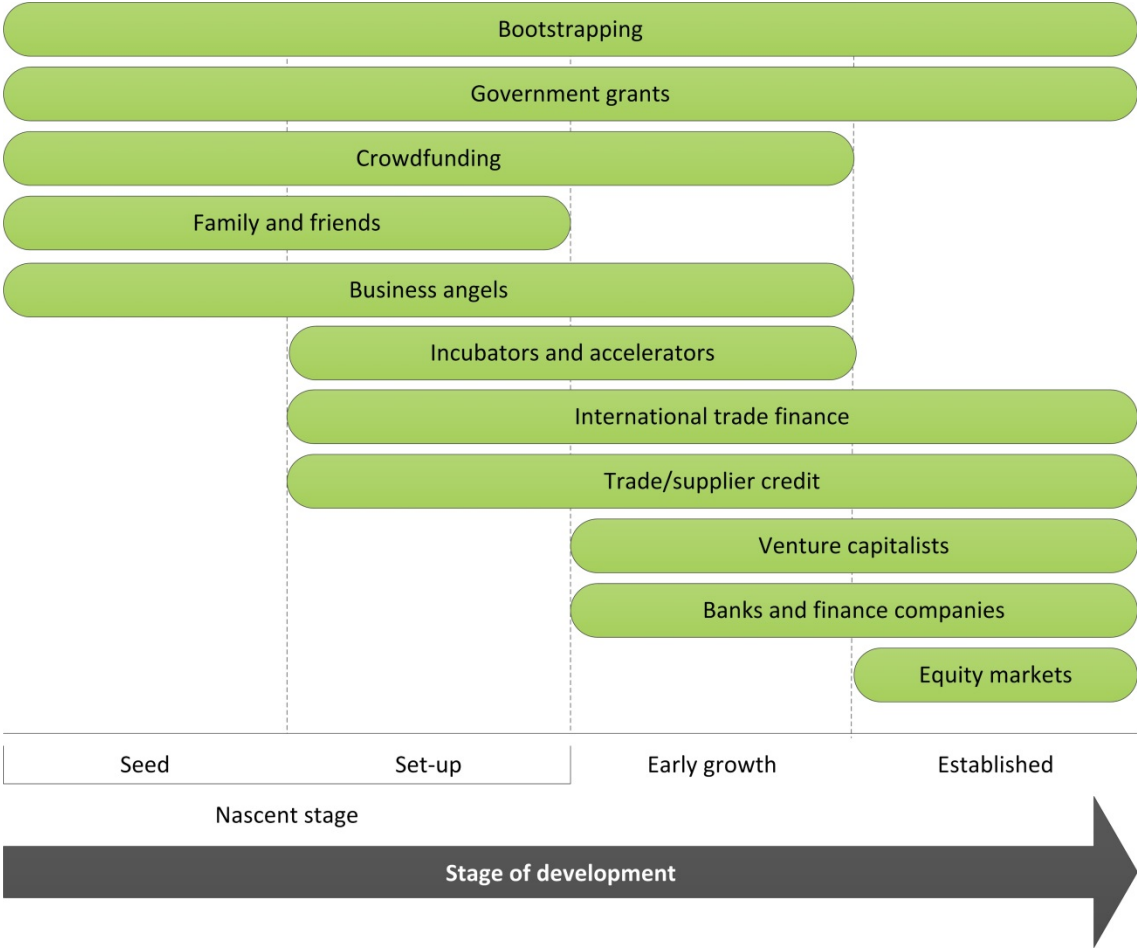 Bootstrapping
Government grants
Crowdfunding
Family and friends
Business angels
Incubators and accelerators
International trade finance
Trade/supplier credit
Venture capitalists
Banks and finance companies
Equity markets
Seed
Set-up
Early growth
Established
Nascent stage
Stage of development